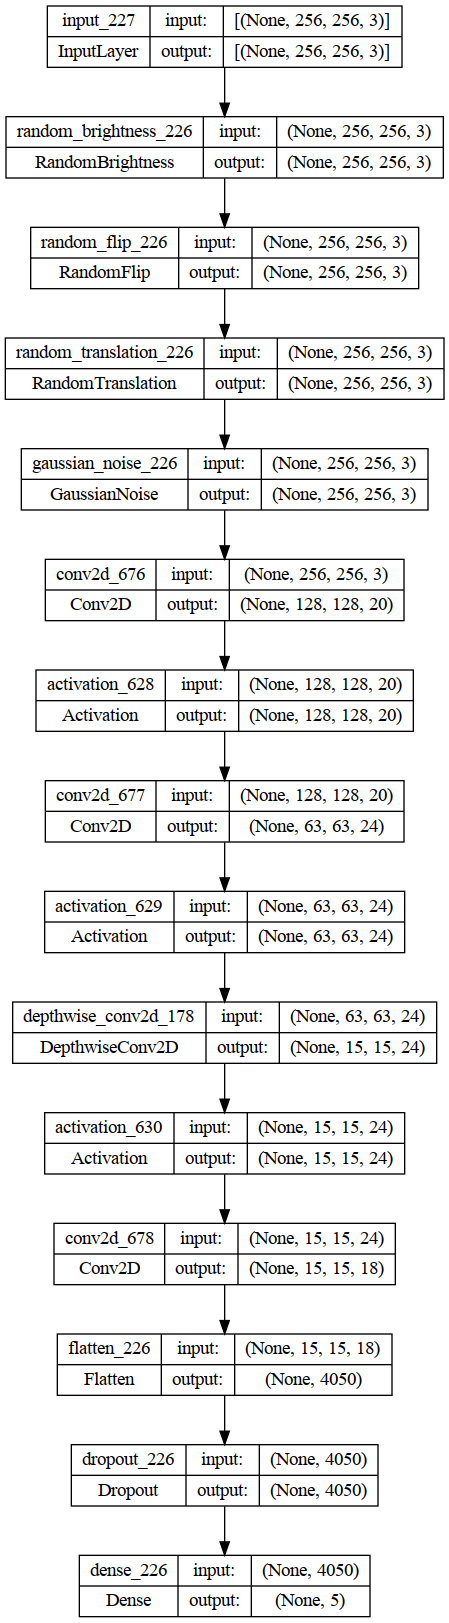 input_227 input: [(None, 256, 256, 3)]
InputLayer output: [(None, 256, 256, 3)]
random_brightness_226 input: (None, 256, 256, 3)
RandomBrightness output: (None, 256, 256, 3)
random_flip_226 input: (None, 256, 256, 3)
RandomFlip output: (None, 256, 256, 3)
random_translation_226 input: (None, 256, 256, 3)
RandomTranslation output: (None, 256, 256, 3)
gaussian_noise_226 input: (None, 256, 256, 3)
GaussianNoise output: (None, 256, 256, 3)
conv2d_676 input: (None, 256, 256, 3)
Conv2D output: (None, 128, 128, 20)
activation_628 input: (None, 128, 128, 20)
Activation output: (None, 128, 128, 20)
conv2d_677 input: (None, 128, 128, 20)
Conv2D output: (None, 63, 63, 24)
activation_629 input: (None, 63, 63, 24)
Activation output: (None, 63, 63, 24)
depthwise_conv2d_178 input: (None, 63, 63, 24)
DepthwiseConv2D output: (None, 15, 15, 24)
activation_630 input: (None, 15, 15, 24)
Activation output: (None, 15, 15, 24)
conv2d_678 input: (None, 15, 15, 24)
Conv2D output: (None, 15, 15, 18)
flatten_226 input: (None, 15, 15, 18)
Flatten output: (None, 4050)
dropout_226 input: (None, 4050)
Dropout output: (None, 4050)
dense_226 input: (None, 4050)
Dense output: (None, 5)